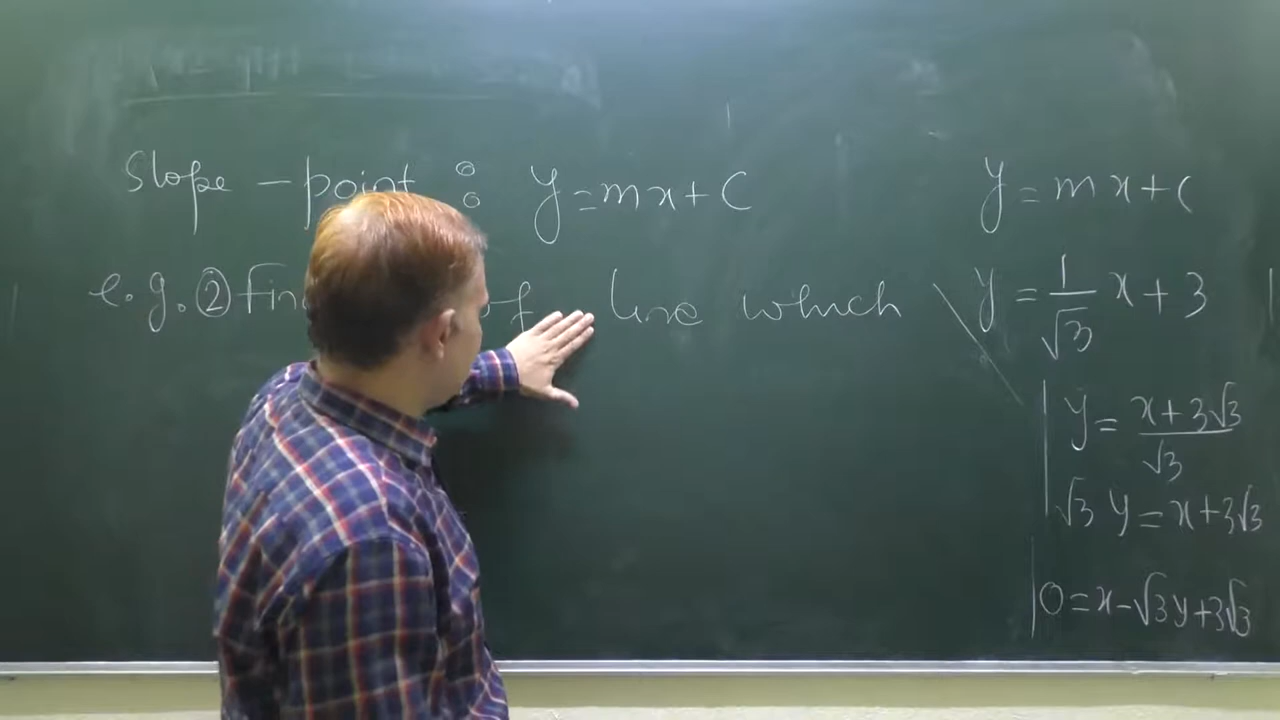 Slope - point : y = mx + C
e.g. ② Fin of line which
y = mx + c
y = 1/√3 x + 3
y = x + 3√3 / √3
√3 y = x + 3√3
0 = x - √3y + 3√3